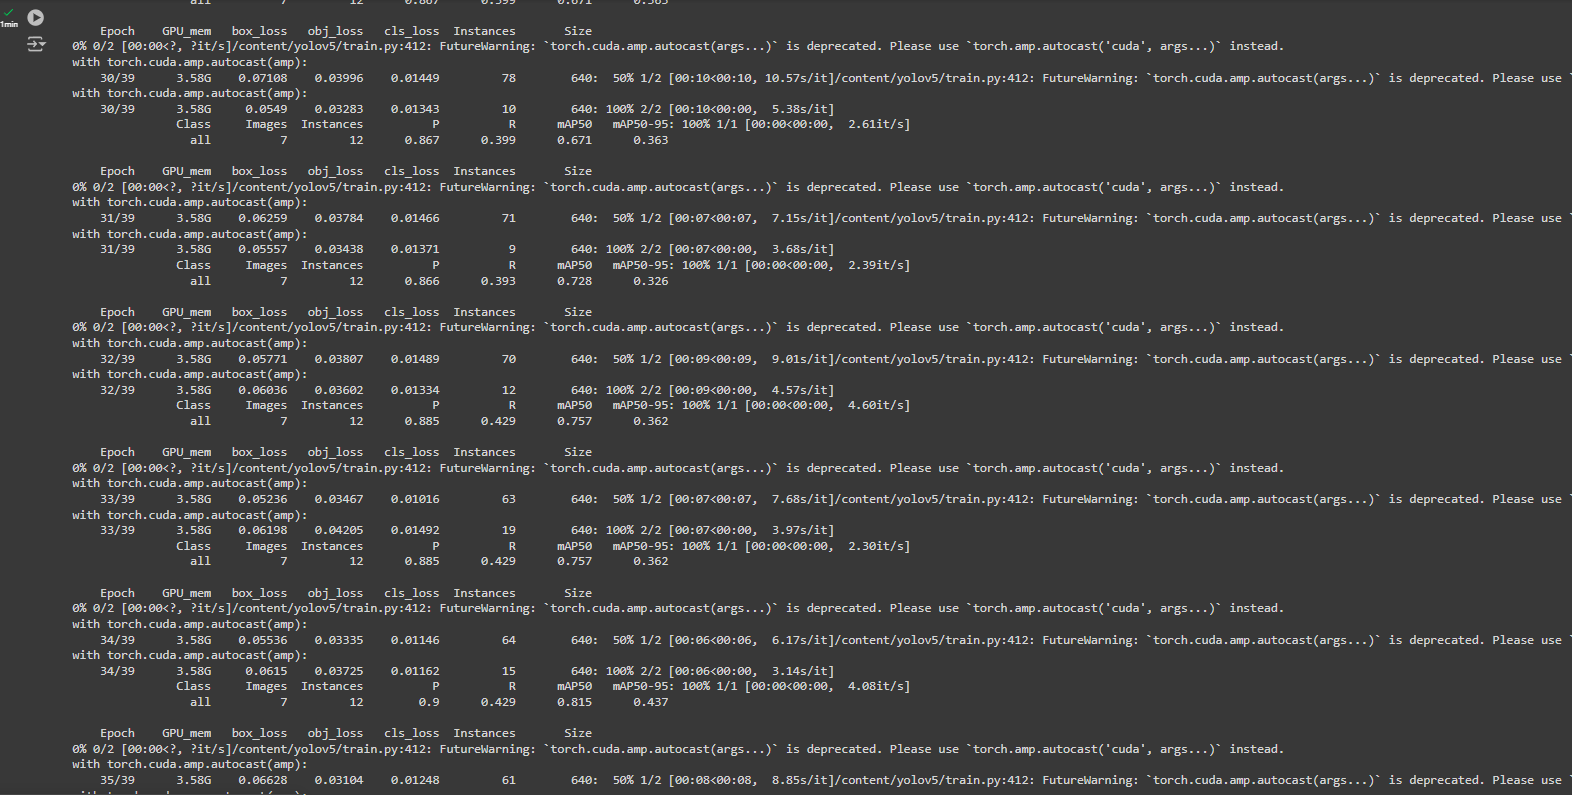 all 7 12 0.867 0.399 0.671 0.363
1min
Epoch GPU_mem box_loss obj_loss cls_loss Instances Size
0% 0/2 [00:00<?, ?it/s]/content/yolov5/train.py:412: FutureWarning: `torch.cuda.amp.autocast(args...)` is deprecated. Please use `torch.amp.autocast('cuda', args...)` instead.
with torch.cuda.amp.autocast(amp):
30/39 3.58G 0.07108 0.03996 0.01449 78 640: 50% 1/2 [00:10<00:10, 10.57s/it]/content/yolov5/train.py:412: FutureWarning: `torch.cuda.amp.autocast(args...)` is deprecated. Please use `
with torch.cuda.amp.autocast(amp):
30/39 3.58G 0.0549 0.03283 0.01343 10 640: 100% 2/2 [00:10<00:00, 5.38s/it]
Class Images Instances P R mAP50 mAP50-95: 100% 1/1 [00:00<00:00, 2.61it/s]
all 7 12 0.867 0.399 0.671 0.363
Epoch GPU_mem box_loss obj_loss cls_loss Instances Size
0% 0/2 [00:00<?, ?it/s]/content/yolov5/train.py:412: FutureWarning: `torch.cuda.amp.autocast(args...)` is deprecated. Please use `torch.amp.autocast('cuda', args...)` instead.
with torch.cuda.amp.autocast(amp):
31/39 3.58G 0.06259 0.03784 0.01466 71 640: 50% 1/2 [00:07<00:07, 7.15s/it]/content/yolov5/train.py:412: FutureWarning: `torch.cuda.amp.autocast(args...)` is deprecated. Please use `
with torch.cuda.amp.autocast(amp):
31/39 3.58G 0.05557 0.03438 0.01371 9 640: 100% 2/2 [00:07<00:00, 3.68s/it]
Class Images Instances P R mAP50 mAP50-95: 100% 1/1 [00:00<00:00, 2.39it/s]
all 7 12 0.866 0.393 0.728 0.326
Epoch GPU_mem box_loss obj_loss cls_loss Instances Size
0% 0/2 [00:00<?, ?it/s]/content/yolov5/train.py:412: FutureWarning: `torch.cuda.amp.autocast(args...)` is deprecated. Please use `torch.amp.autocast('cuda', args...)` instead.
with torch.cuda.amp.autocast(amp):
32/39 3.58G 0.05771 0.03807 0.01489 70 640: 50% 1/2 [00:09<00:09, 9.01s/it]/content/yolov5/train.py:412: FutureWarning: `torch.cuda.amp.autocast(args...)` is deprecated. Please use `
with torch.cuda.amp.autocast(amp):
32/39 3.58G 0.06036 0.03602 0.01334 12 640: 100% 2/2 [00:09<00:00, 4.57s/it]
Class Images Instances P R mAP50 mAP50-95: 100% 1/1 [00:00<00:00, 4.60it/s]
all 7 12 0.885 0.429 0.757 0.362
Epoch GPU_mem box_loss obj_loss cls_loss Instances Size
0% 0/2 [00:00<?, ?it/s]/content/yolov5/train.py:412: FutureWarning: `torch.cuda.amp.autocast(args...)` is deprecated. Please use `torch.amp.autocast('cuda', args...)` instead.
with torch.cuda.amp.autocast(amp):
33/39 3.58G 0.05236 0.03467 0.01016 63 640: 50% 1/2 [00:07<00:07, 7.68s/it]/content/yolov5/train.py:412: FutureWarning: `torch.cuda.amp.autocast(args...)` is deprecated. Please use `
with torch.cuda.amp.autocast(amp):
33/39 3.58G 0.06198 0.04205 0.01492 19 640: 100% 2/2 [00:07<00:00, 3.97s/it]
Class Images Instances P R mAP50 mAP50-95: 100% 1/1 [00:00<00:00, 2.30it/s]
all 7 12 0.885 0.429 0.757 0.362
Epoch GPU_mem box_loss obj_loss cls_loss Instances Size
0% 0/2 [00:00<?, ?it/s]/content/yolov5/train.py:412: FutureWarning: `torch.cuda.amp.autocast(args...)` is deprecated. Please use `torch.amp.autocast('cuda', args...)` instead.
with torch.cuda.amp.autocast(amp):
34/39 3.58G 0.05536 0.03335 0.01146 64 640: 50% 1/2 [00:06<00:06, 6.17s/it]/content/yolov5/train.py:412: FutureWarning: `torch.cuda.amp.autocast(args...)` is deprecated. Please use `
with torch.cuda.amp.autocast(amp):
34/39 3.58G 0.0615 0.03725 0.01162 15 640: 100% 2/2 [00:06<00:00, 3.14s/it]
Class Images Instances P R mAP50 mAP50-95: 100% 1/1 [00:00<00:00, 4.08it/s]
all 7 12 0.9 0.429 0.815 0.437
Epoch GPU_mem box_loss obj_loss cls_loss Instances Size
0% 0/2 [00:00<?, ?it/s]/content/yolov5/train.py:412: FutureWarning: `torch.cuda.amp.autocast(args...)` is deprecated. Please use `torch.amp.autocast('cuda', args...)` instead.
with torch.cuda.amp.autocast(amp):
35/39 3.58G 0.06628 0.03104 0.01248 61 640: 50% 1/2 [00:08<00:08, 8.85s/it]/content/yolov5/train.py:412: FutureWarning: `torch.cuda.amp.autocast(args...)` is deprecated. Please use `